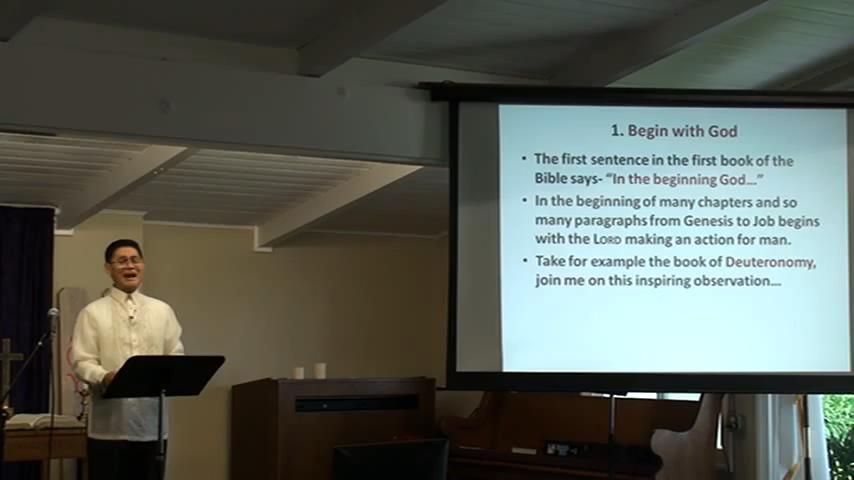 1. Begin with God
• The first sentence in the first book of the
Bible says- “In the beginning God...”
• In the beginning of many chapters and so
many paragraphs from Genesis to Job begins
with the LORD making an action for man.
• Take for example the book of Deuteronomy,
join me on this inspiring observation...